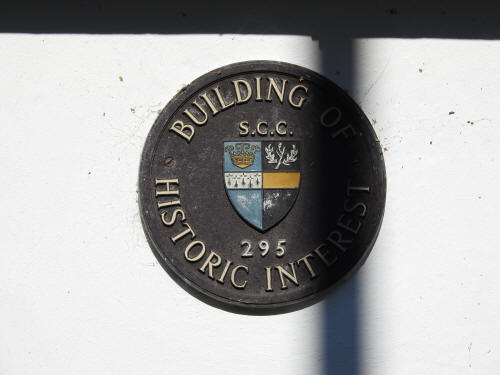 BUILDING OF
S.C.C.
295
HISTORIC INTEREST